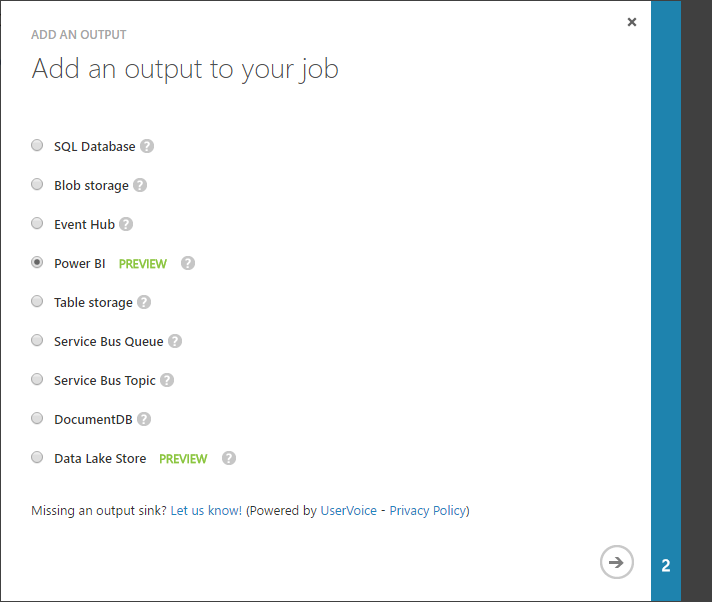 ADD AN OUTPUT
Add an output to your job
SQL Database ?
Blob storage ?
Event Hub ?
Power BI PREVIEW ?
Table storage ?
Service Bus Queue ?
Service Bus Topic ?
DocumentDB ?
Data Lake Store PREVIEW ?
Missing an output sink? Let us know! (Powered by UserVoice - Privacy Policy)
2